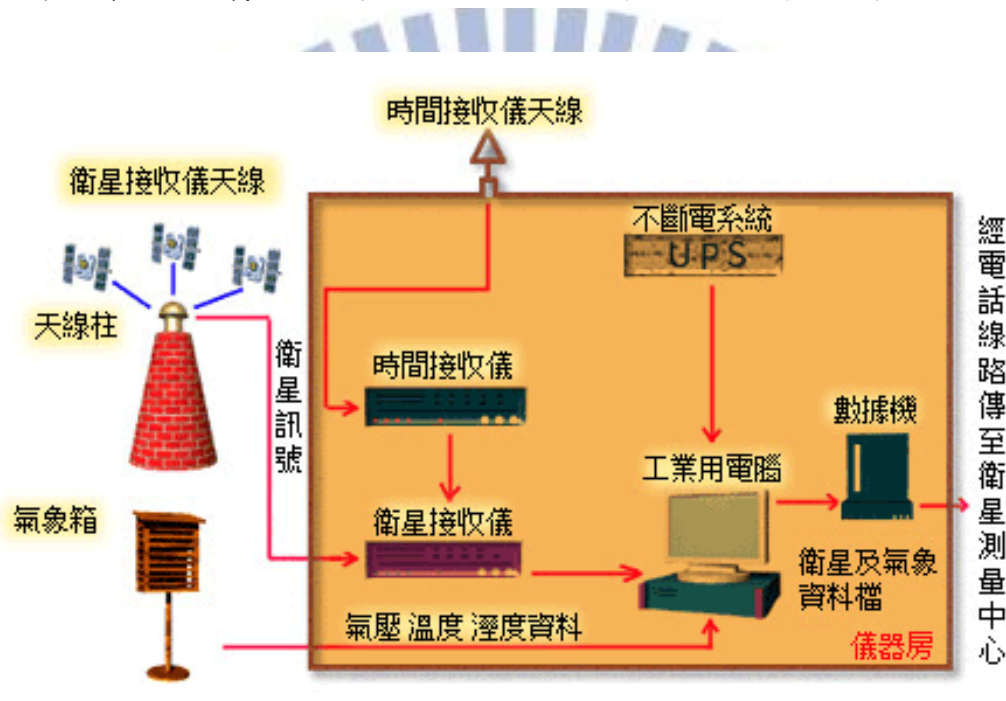 時間接收儀天線
衛星接收儀天線
不斷電系統
UPS
天線柱
衛星訊號
時間接收儀
數據機
工業用電腦
氣象箱
衛星接收儀
衛星及氣象
資料檔
氣壓 溫度 溼度資料
儀器房
經電話線路傳至衛星測量中心